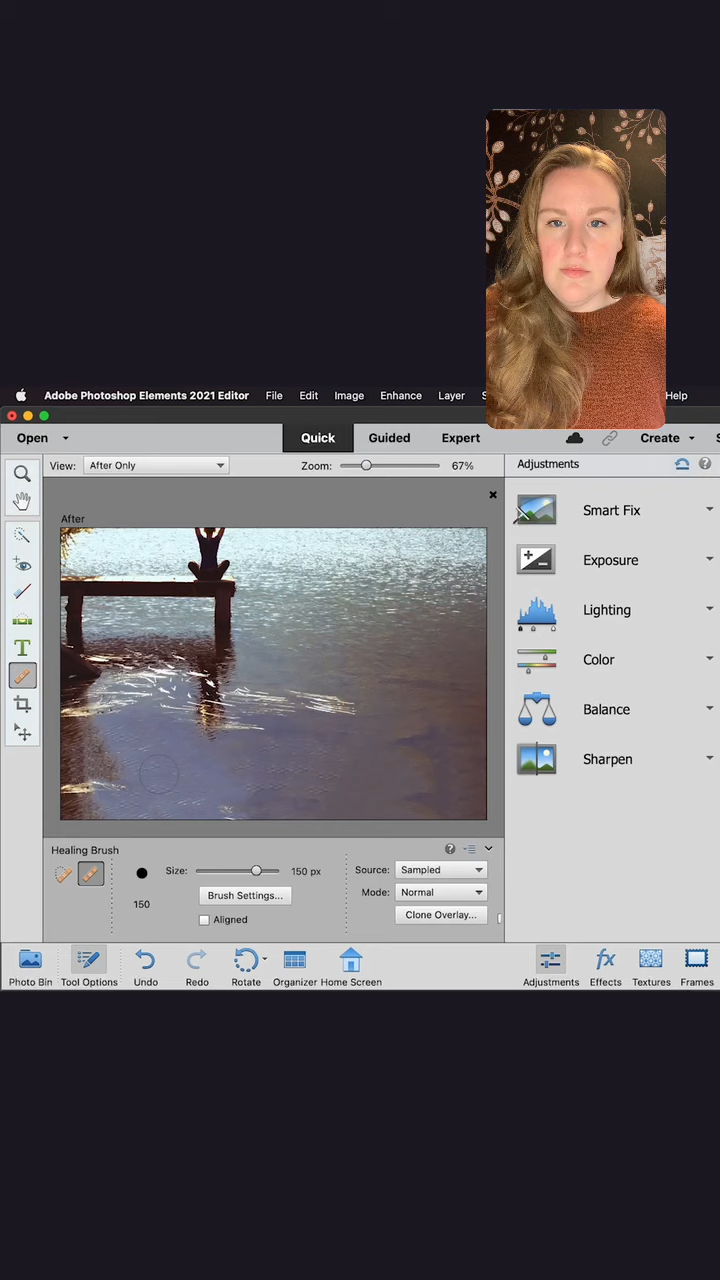 Adobe Photoshop Elements 2021 Editor File Edit Image Enhance Layer S Help
Open Quick Guided Expert Create S
View: After Only Zoom: 67% Adjustments
After
Smart Fix
Exposure
Lighting
T
Color
Balance
Sharpen
Healing Brush
Size: 150 px Source: Sampled
Mode: Normal
150 Brush Settings... Clone Overlay...
Aligned
fx
Photo Bin Tool Options Undo Redo Rotate Organizer Home Screen Adjustments Effects Textures Frames